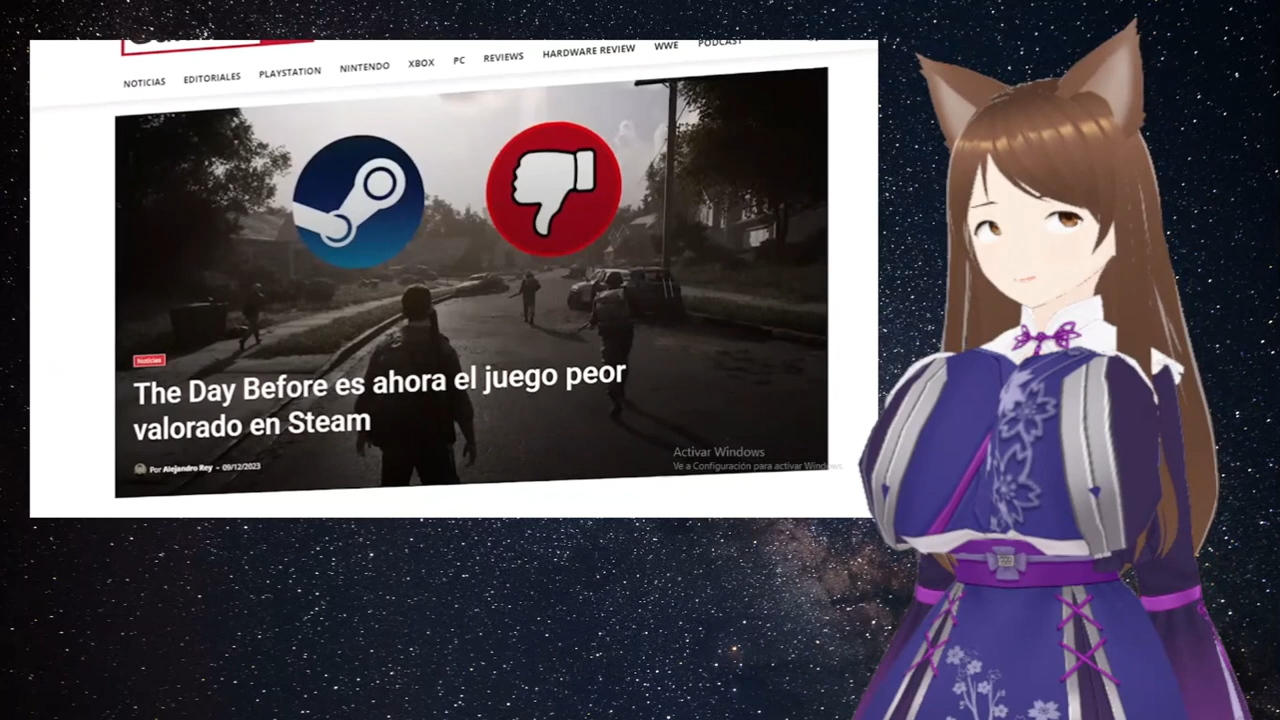 NOTICIAS EDITORIALES PLAYSTATION NINTENDO XBOX PC REVIEWS HARDWARE REVIEW WWE PODCAST
Noticias
The Day Before es ahora el juego peor
valorado en Steam
Por Alejandro Rey - 09/12/2023
Activar Windows
Ve a Configuración para activar Windows.